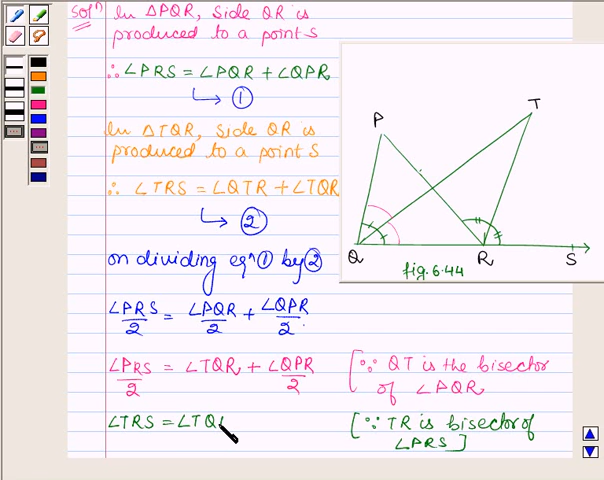 Solⁿ In ΔPQR, Side QR is
produced to a point S
∴ ∠PRS = ∠PQR + ∠QPR
↳ ①
In ΔTQR, Side QR is
produced to a point S
∴ ∠TRS = ∠QTR + ∠TQR
↳ ②
on dividing eqⁿ ① by ②
∠PRS/2 = ∠PQR/2 + ∠QPR/2
∠PRS/2 = ∠TQR + ∠QPR/2 [∵ QT is the bisector
of ∠PQR
∠TRS = ∠TQ [∵ TR is bisector of
∠PRS]
P
T
Q
R
S
fig. 6.44